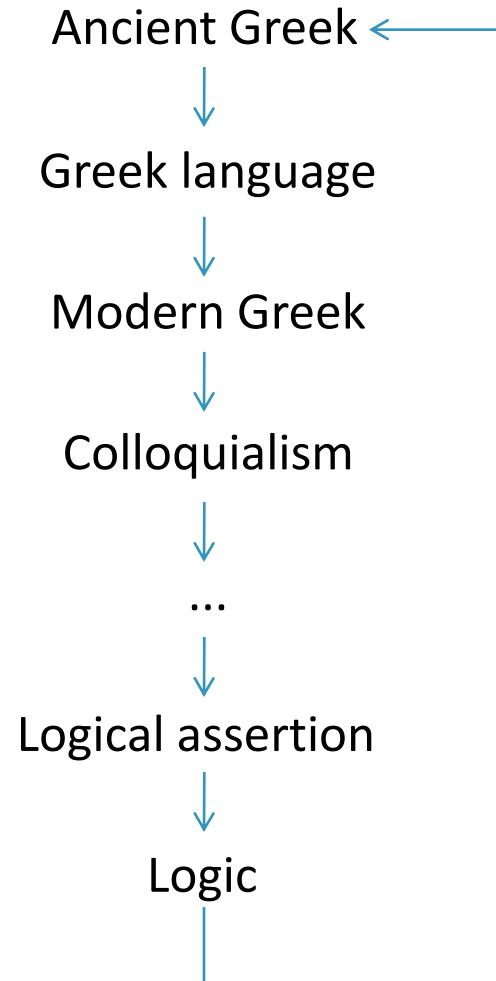 Ancient Greek
Greek language
Modern Greek
Colloquialism
...
Logical assertion
Logic